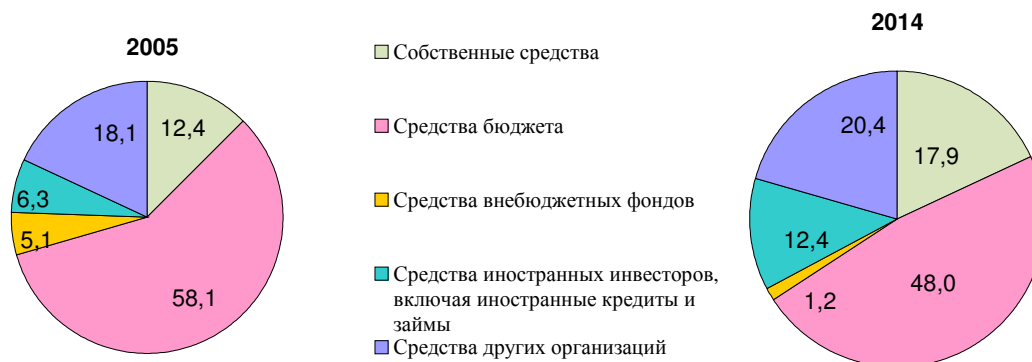 2005
18,1
12,4
6,3
5,1
58,1
Собственные средства
Средства бюджета
Средства внебюджетных фондов
Средства иностранных инвесторов,
включая иностранные кредиты и
займы
Средства других организаций
2014
20,4
17,9
12,4
1,2
48,0